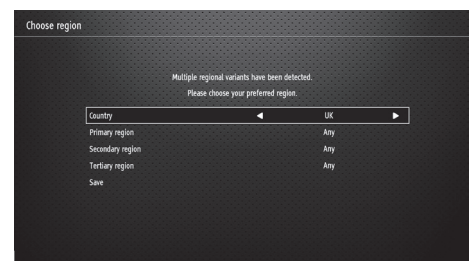 Choose region
Multiple regional variants have been detected.
Please choose your preferred region.
Country ◀ UK ▶
Primary region Any
Secondary region Any
Tertiary region Any
Save